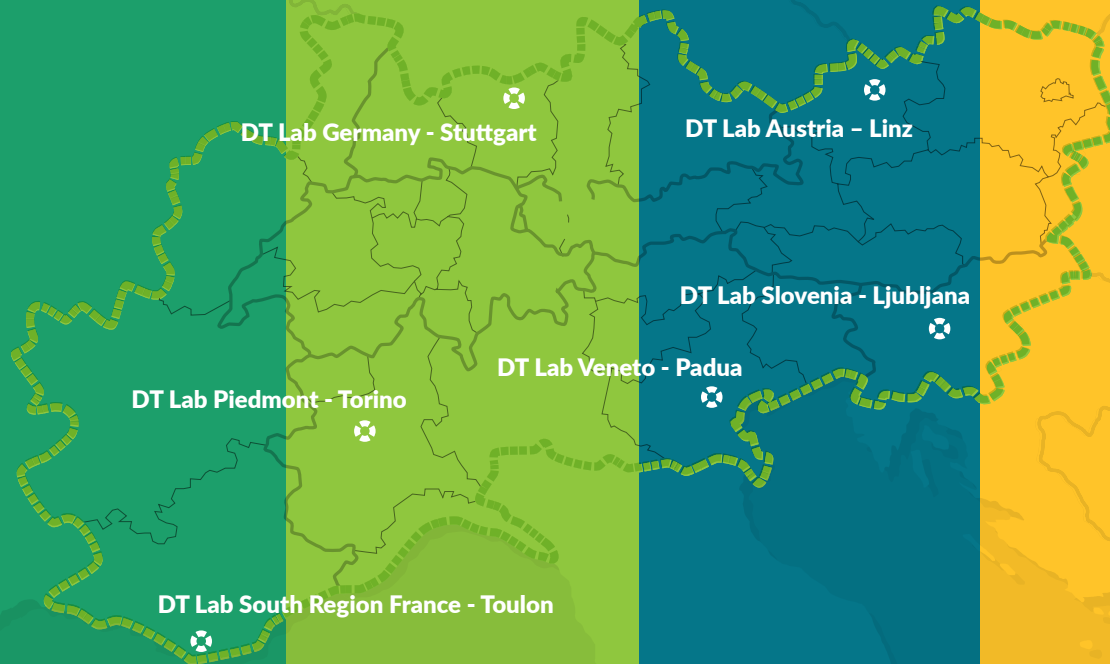 DT Lab Germany - Stuttgart
DT Lab Austria – Linz
DT Lab Slovenia - Ljubljana
DT Lab Veneto - Padua
DT Lab Piedmont - Torino
DT Lab South Region France - Toulon